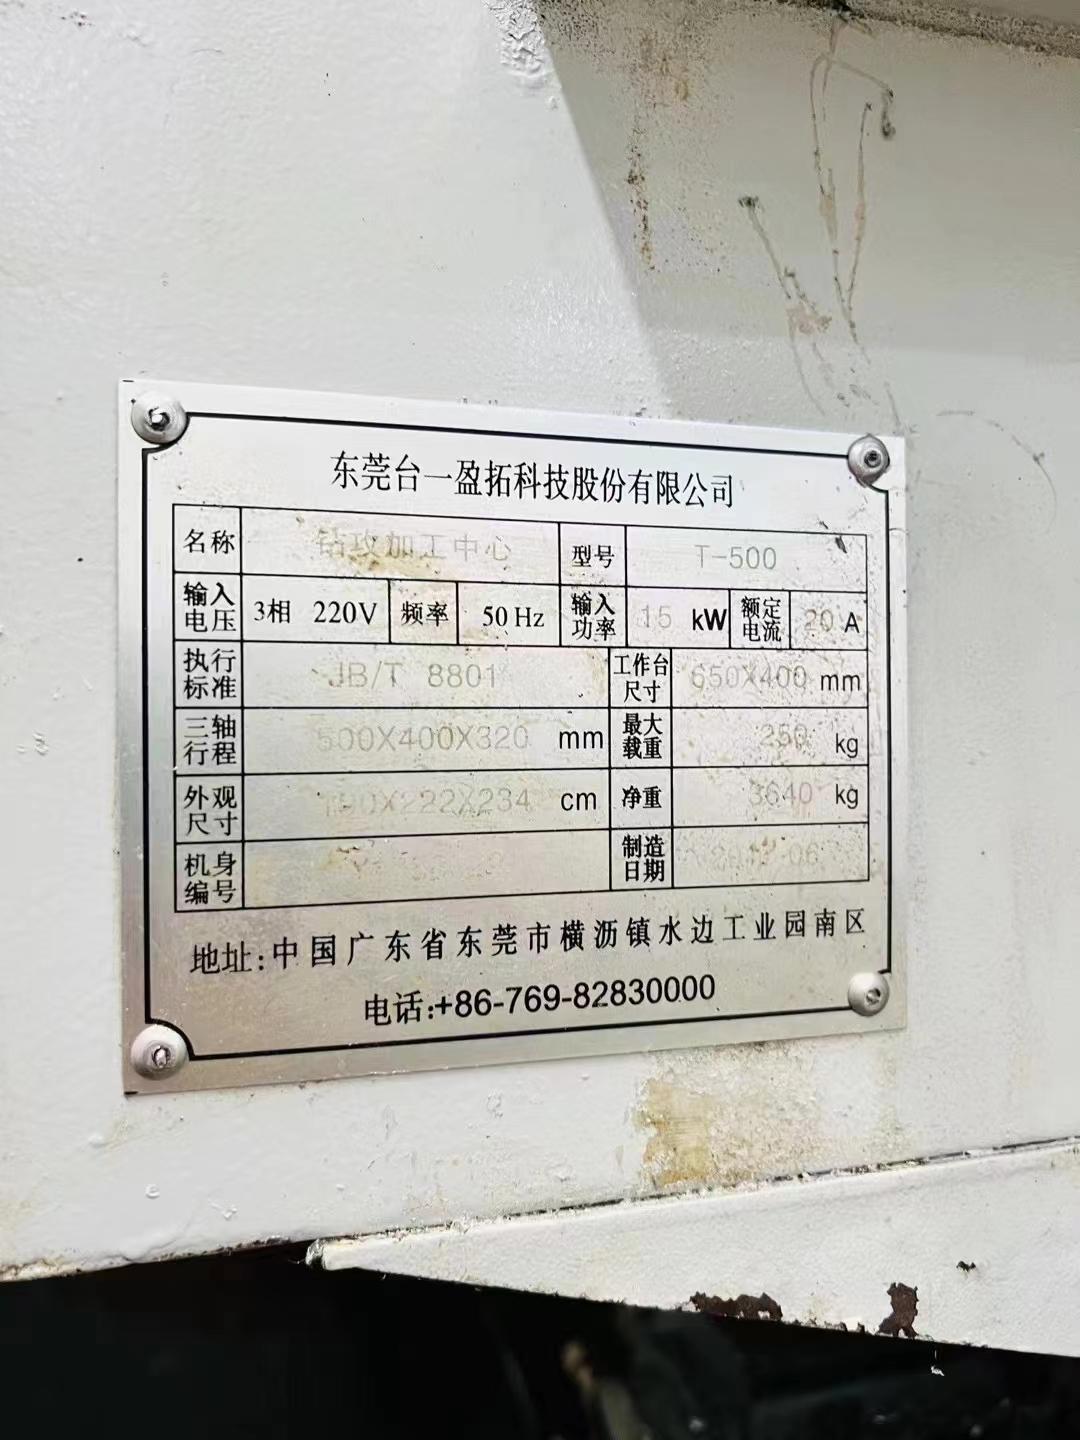 东莞台一盈拓科技股份有限公司
名称 钻攻加工中心 型号 T-500
输入电压 3相 220V 频率 50 Hz 输入功率 15 kW 额定电流 20 A
执行标准 JB/T 8801 工作台尺寸 650X400 mm
三轴行程 500X400X320 mm 最大载重 250 kg
外观尺寸 190X222X234 cm 净重 3640 kg
机身编号 制造日期
地址:中国广东省东莞市横沥镇水边工业园南区
电话:+86-769-82830000